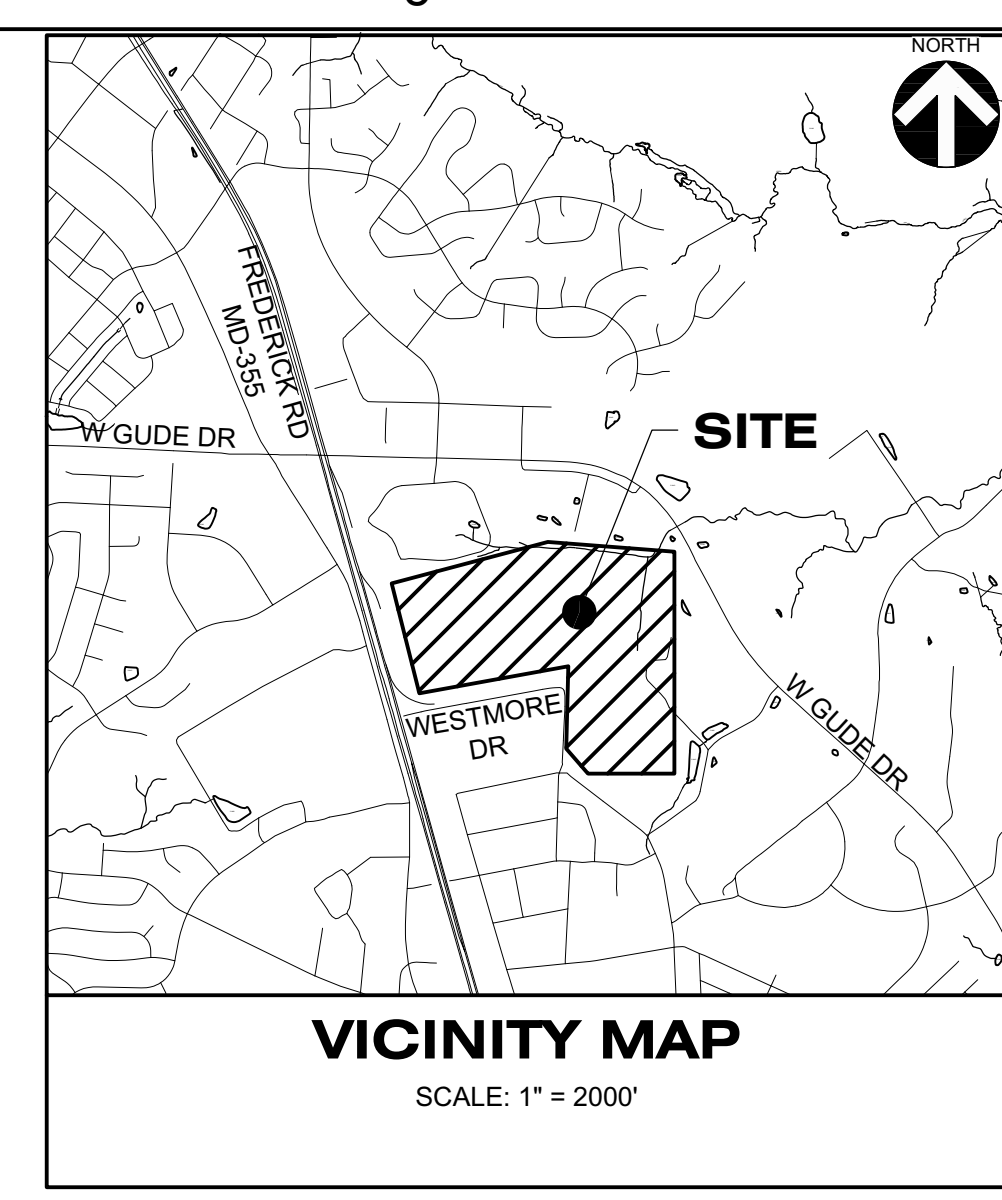 NORTH
FREDERICK RD
MD-355
W GUDE DR
SITE
WESTMORE
DR
W GUDE DR
VICINITY MAP
SCALE: 1" = 2000'